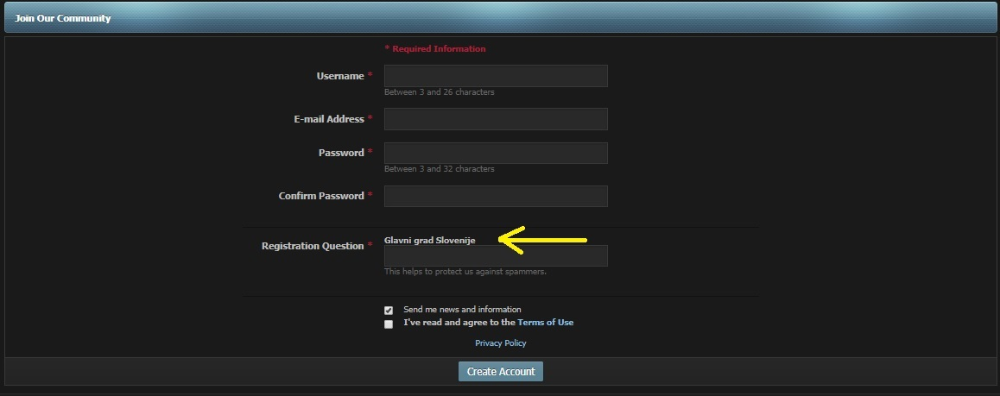 Join Our Community
* Required Information
Username *
Between 3 and 26 characters
E-mail Address *
Password *
Between 3 and 32 characters
Confirm Password *
Glavni grad Slovenije
Registration Question *
This helps to protect us against spammers.
Send me news and information
I've read and agree to the Terms of Use
Privacy Policy
Create Account